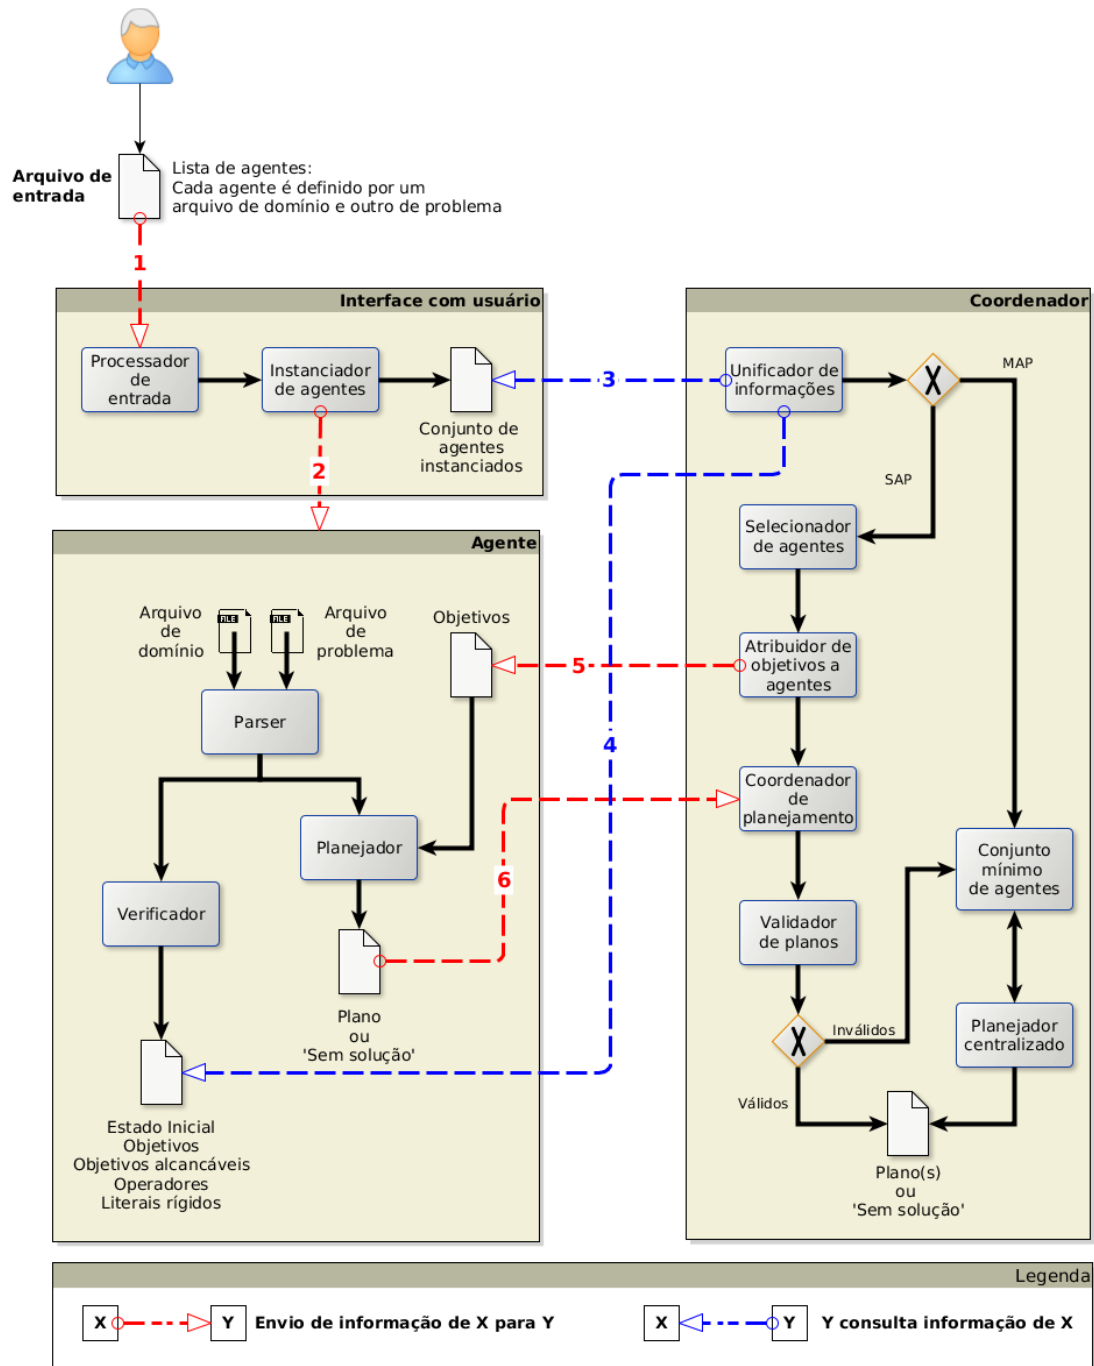 Arquivo de
entrada
Lista de agentes:
Cada agente é definido por um
arquivo de domínio e outro de problema
1
Interface com usuário
Processador
de
entrada
Instanciador
de agentes
Conjunto de
agentes
instanciados
2
3
Coordenador
Unificador de
informações
X
MAP
SAP
Selecionador
de agentes
Atribuidor de
objetivos a
agentes
Coordenador
de
planejamento
Validador
de planos
X
Inválidos
Válidos
Conjunto
mínimo
de agentes
Planejador
centralizado
Plano(s)
ou
'Sem solução'
Agente
Arquivo
de
domínio
FILE
FILE
Arquivo
de
problema
Objetivos
5
4
Parser
Planejador
6
Verificador
Plano
ou
'Sem solução'
Estado Inicial
Objetivos
Objetivos alcancáveis
Operadores
Literais rígidos
Legenda
X
Y
Envio de informação de X para Y
X
Y
Y consulta informação de X